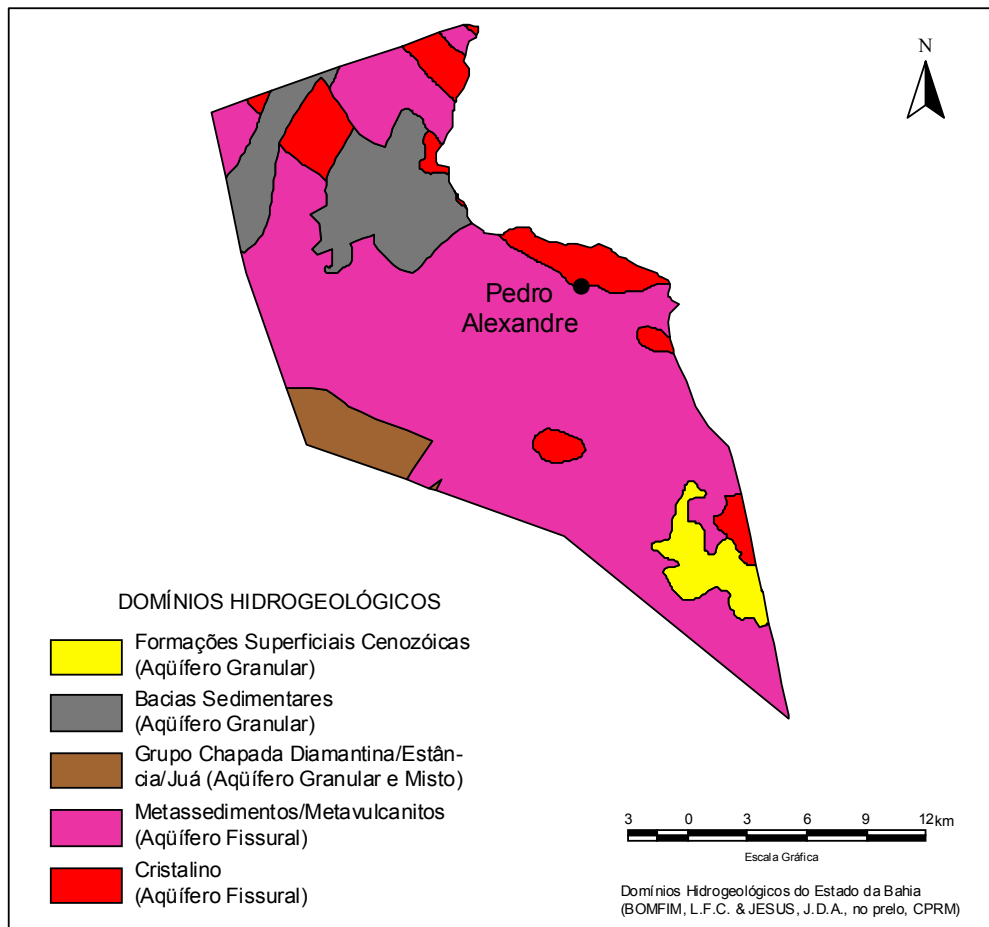 N
Pedro
Alexandre
DOMÍNIOS HIDROGEOLÓGICOS
Formações Superficiais Cenozóicas
(Aqüífero Granular)
Bacias Sedimentares
(Aqüífero Granular)
Grupo Chapada Diamantina/Estân-
cia/Juá (Aqüífero Granular e Misto)
Metassedimentos/Metavulcanitos
(Aqüífero Fissural)
Cristalino
(Aqüífero Fissural)
3 0 3 6 9 12 km
Escala Gráfica
Domínios Hidrogeológicos do Estado da Bahia
(BOMFIM, L.F.C. & JESUS, J.D.A., no prelo, CPRM)